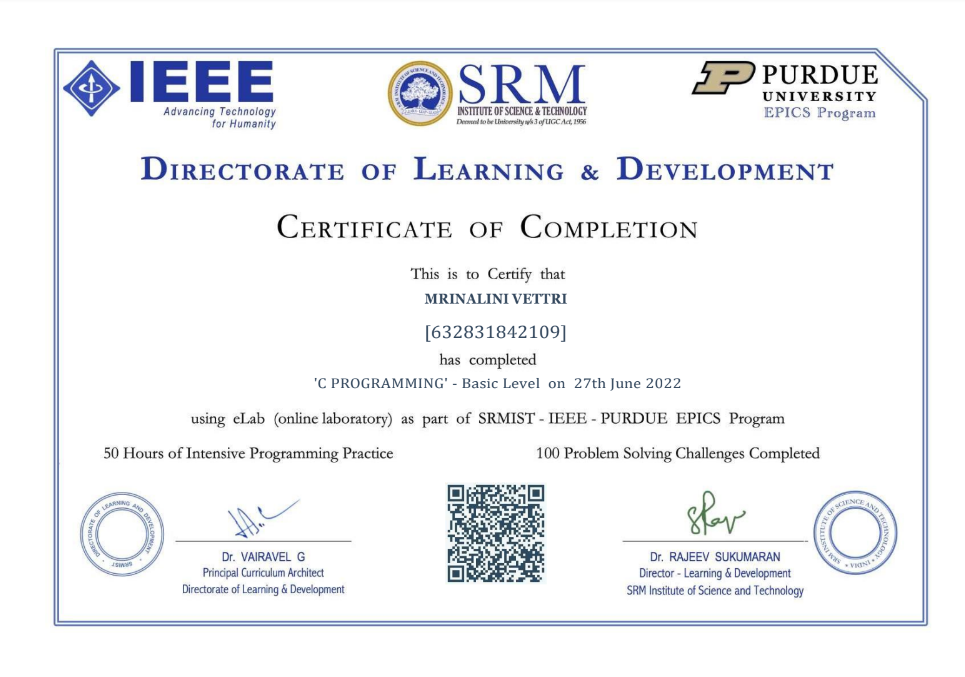 IEEE
Advancing Technology
for Humanity
SRM
INSTITUTE OF SCIENCE & TECHNOLOGY
Deemed to be University u/s 3 of UGC Act, 1956
PURDUE
UNIVERSITY
EPICS Program
DIRECTORATE OF LEARNING & DEVELOPMENT
CERTIFICATE OF COMPLETION
This is to Certify that
MRINALINI VETTRI
[632831842109]
has completed
'C PROGRAMMING' - Basic Level on 27th June 2022
using eLab (online laboratory) as part of SRMIST - IEEE - PURDUE EPICS Program
50 Hours of Intensive Programming Practice
100 Problem Solving Challenges Completed
DIRECTORATE OF LEARNING AND DEVELOPMENT
SRMIST
Dr. VAIRAVEL G
Principal Curriculum Architect
Directorate of Learning & Development
Dr. RAJEEV SUKUMARAN
Director - Learning & Development
SRM Institute of Science and Technology
SRM INSTITUTE OF SCIENCE AND TECHNOLOGY
INDIA